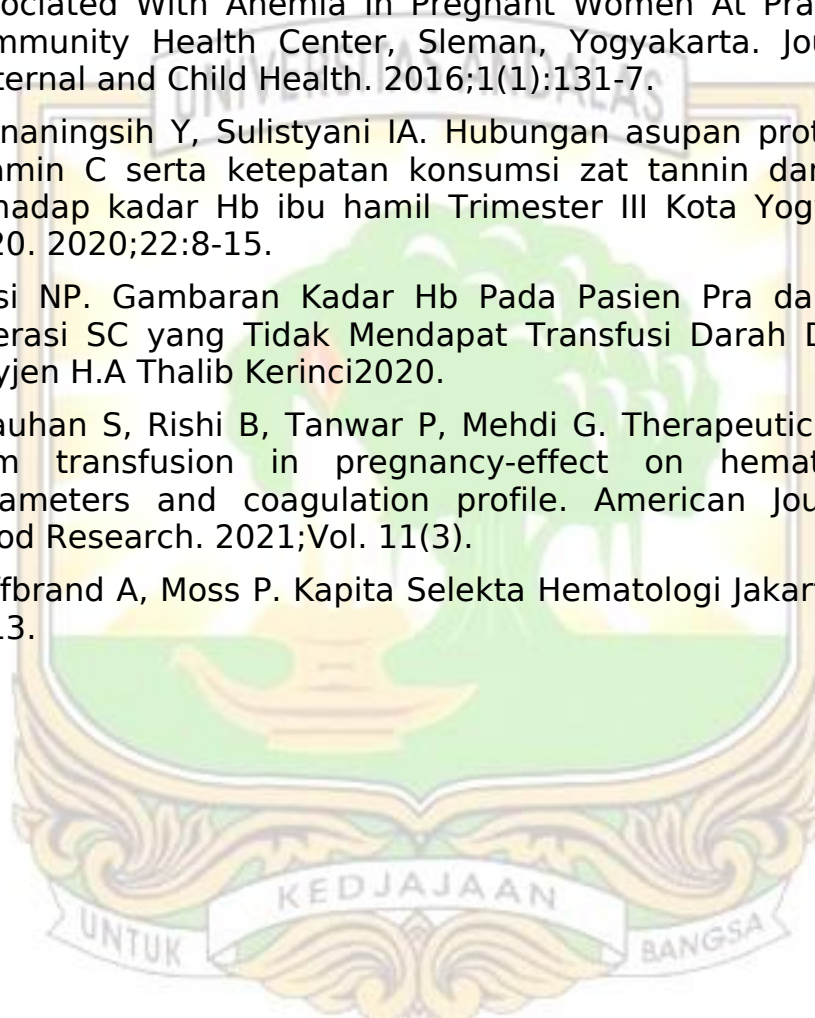 ociated With Anemia In Pregnant Women At Pra
mmunity Health Center, Sleman, Yogyakarta. Jou
ternal and Child Health. 2016;1(1):131-7.
naningsih Y, Sulistyani IA. Hubungan asupan prot
amin C serta ketepatan konsumsi zat tannin dar
hadap kadar Hb ibu hamil Trimester III Kota Yog
20. 2020;22:8-15.
si NP. Gambaran Kadar Hb Pada Pasien Pra da
erasi SC yang Tidak Mendapat Transfusi Darah D
yjen H.A Thalib Kerinci2020.
auhan S, Rishi B, Tanwar P, Mehdi G. Therapeutic
m transfusion in pregnancy-effect on hemat
ameters and coagulation profile. American Jou
od Research. 2021;Vol. 11(3).
ffbrand A, Moss P. Kapita Selekta Hematologi Jakar
13.
UNIVERSITAS ANDALAS
KEDJAJAAN
UNTUK
BANGSA